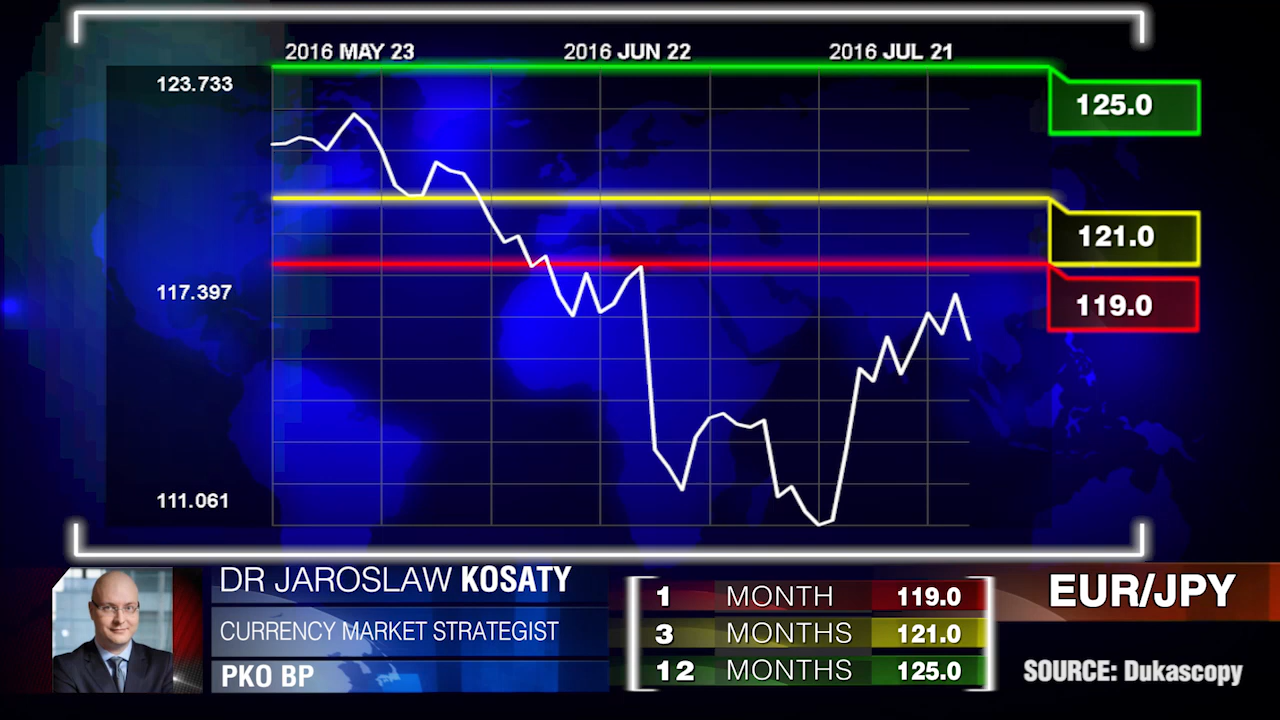 2016 MAY 23
2016 JUN 22
2016 JUL 21
123.733
125.0
121.0
117.397
119.0
111.061
DR JAROSLAW KOSATY
CURRENCY MARKET STRATEGIST
PKO BP
1 MONTH 119.0
3 MONTHS 121.0
12 MONTHS 125.0
EUR/JPY
SOURCE: Dukascopy